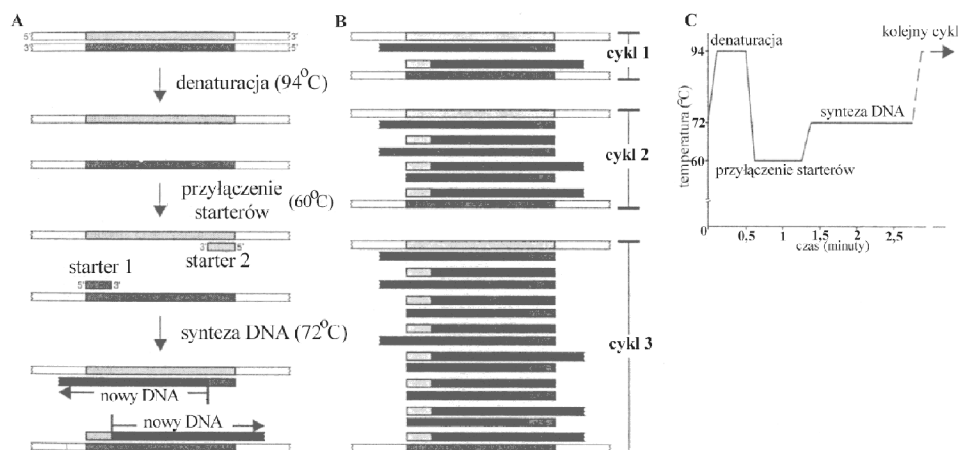 A
5' 3'
3' 5'
denaturacja (94°C)
przyłączenie
starterów (60°C)
3' 5'
starter 2
starter 1
5' 3'
synteza DNA (72°C)
nowy DNA
nowy DNA
B
cykl 1
cykl 2
cykl 3
C
kolejny cykl
denaturacja
94
synteza DNA
72
60
przyłączenie starterów
temperatura (°C)
0 0,5 1 1,5 2 2,5
czas (minuty)